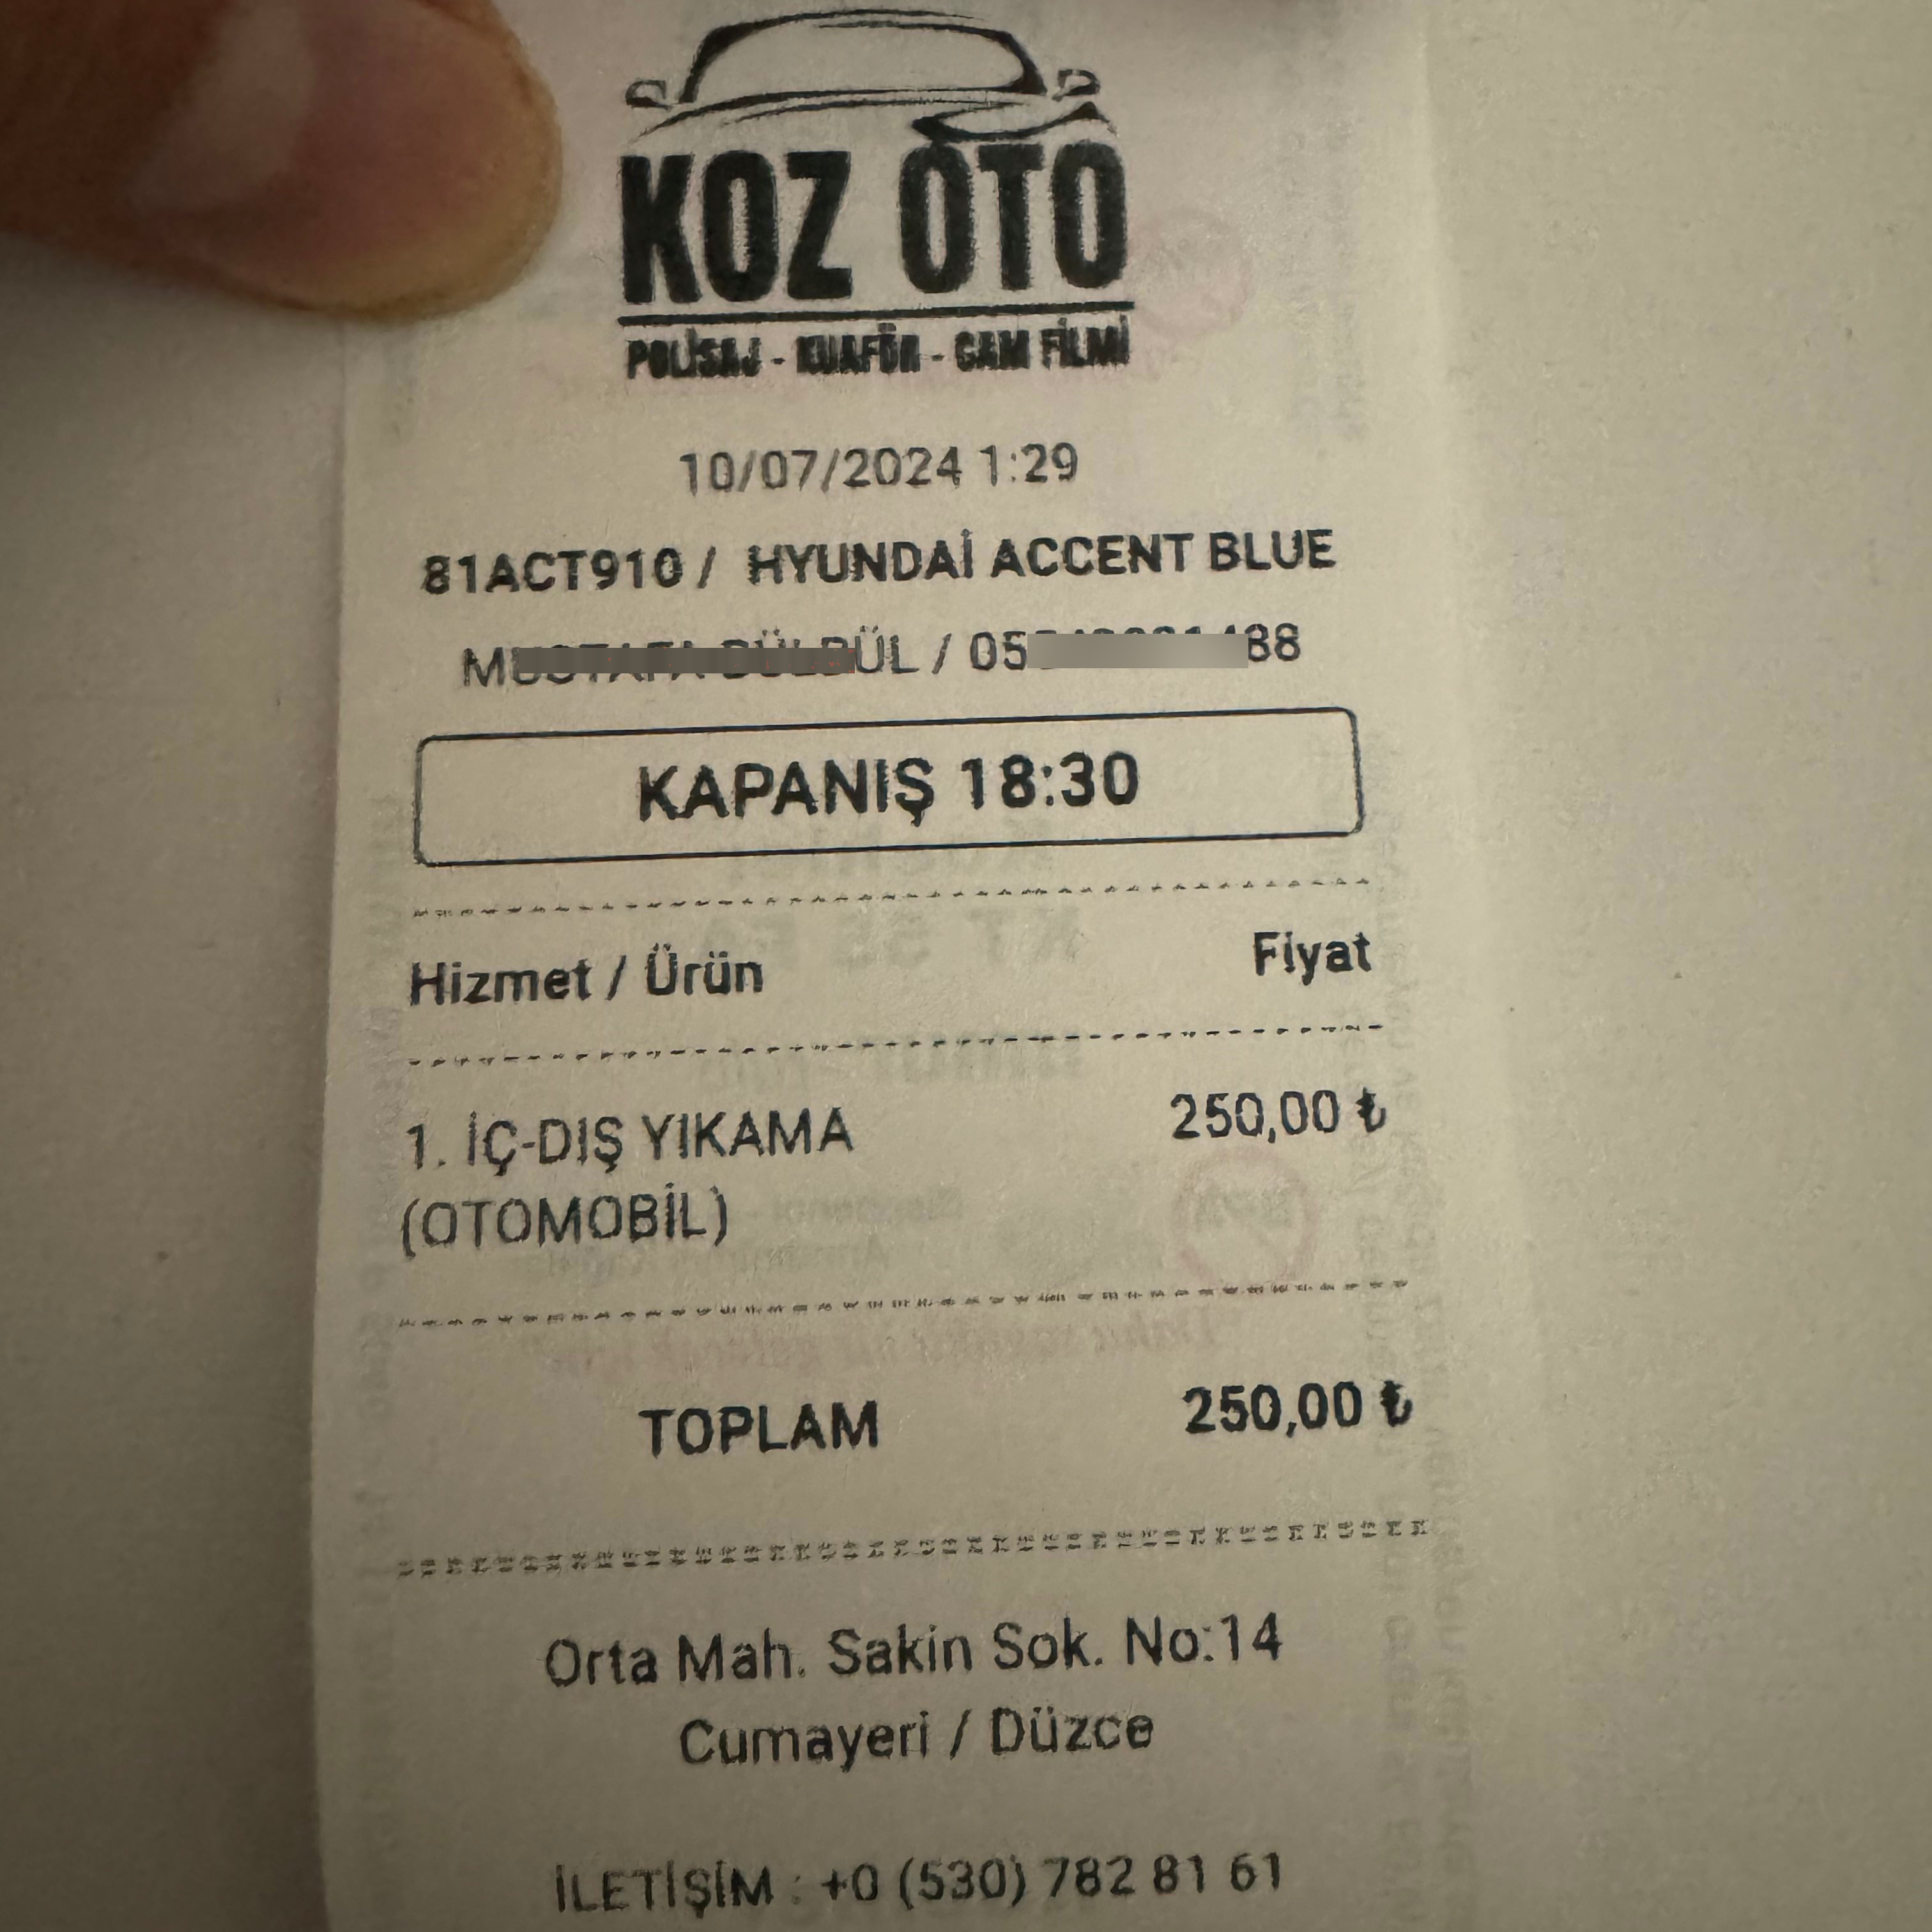 KOZ OTO
POLİSAJ - KUAFÖR - CAM FİLMİ
10/07/2024 1:29
81ACT910 / HYUNDAİ ACCENT BLUE
KAPANIŞ 18:30
Hizmet / Ürün Fiyat
1. İÇ-DIŞ YIKAMA 250,00 ₺
(OTOMOBİL)
TOPLAM 250,00 ₺
Orta Mah. Sakin Sok. No:14
Cumayeri / Düzce
İLETİŞİM : +0 (530) 782 81 61